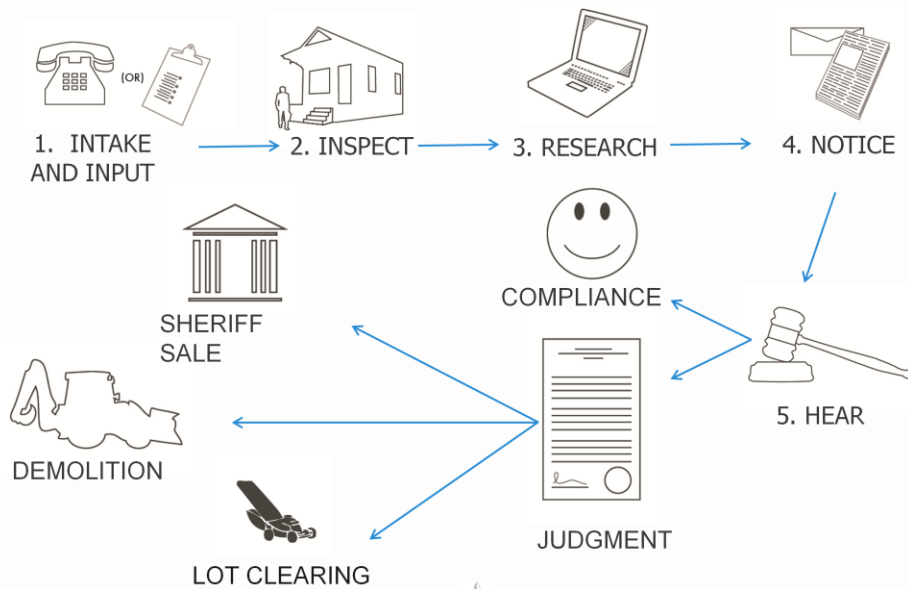 (OR)
1. INTAKE
AND INPUT
2. INSPECT
3. RESEARCH
4. NOTICE
COMPLIANCE
SHERIFF
SALE
5. HEAR
DEMOLITION
JUDGMENT
LOT CLEARING